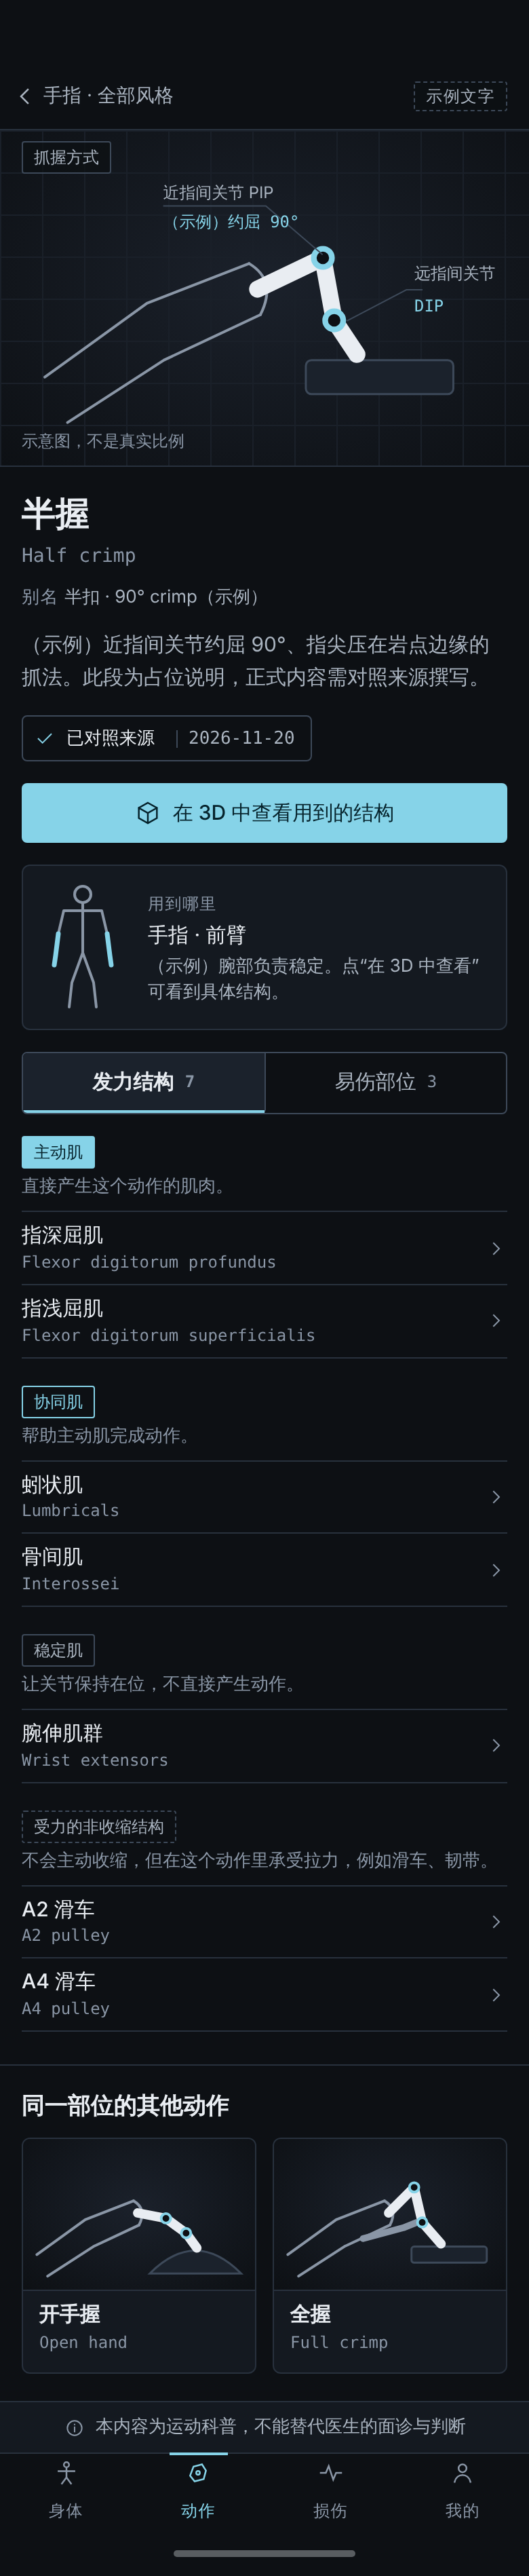 手指 · 全部风格
示例文字
抓握方式
近指间关节 PIP
（示例）约屈 90°
远指间关节
DIP
示意图，不是真实比例
半握
Half crimp
别名 半扣 · 90° crimp（示例）
（示例）近指间关节约屈 90°、指尖压在岩点边缘的
抓法。此段为占位说明，正式内容需对照来源撰写。
已对照来源 | 2026-11-20
在 3D 中查看用到的结构
用到哪里
手指 · 前臂
（示例）腕部负责稳定。点“在 3D 中查看”
可看到具体结构。
发力结构 7
易伤部位 3
主动肌
直接产生这个动作的肌肉。
指深屈肌
Flexor digitorum profundus
指浅屈肌
Flexor digitorum superficialis
协同肌
帮助主动肌完成动作。
蚓状肌
Lumbricals
骨间肌
Interossei
稳定肌
让关节保持在位，不直接产生动作。
腕伸肌群
Wrist extensors
受力的非收缩结构
不会主动收缩，但在这个动作里承受拉力，例如滑车、韧带。
A2 滑车
A2 pulley
A4 滑车
A4 pulley
同一部位的其他动作
开手握
Open hand
全握
Full crimp
本内容为运动科普，不能替代医生的面诊与判断
身体
动作
损伤
我的